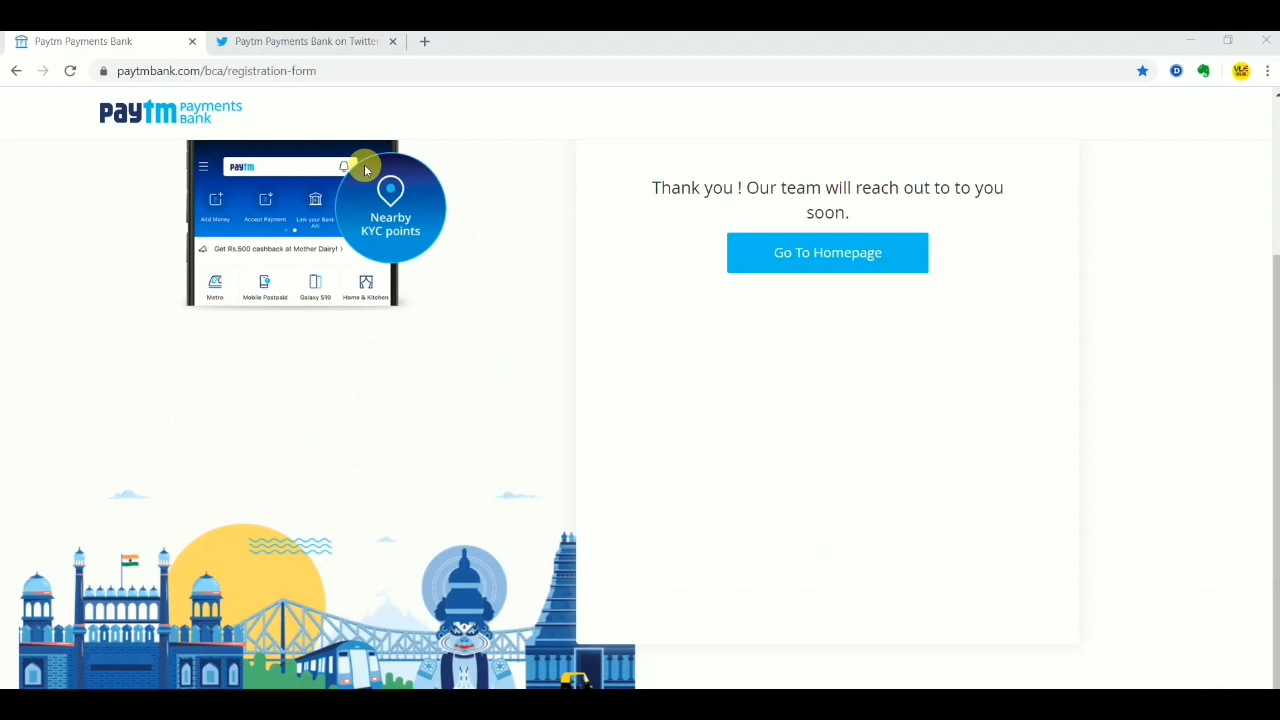 Paytm Payments Bank
Paytm Payments Bank on Twitte
paytmbank.com/bca/registration-form
paytm Payments
Bank
paytm
Add Money
Accept Payment
Link your Bank
A/c
Nearby
KYC points
Get Rs.500 cashback at Mother Dairy! >
Metro
Mobile Postpaid
Galaxy S10
Home & Kitchen
Thank you ! Our team will reach out to to you
soon.
Go To Homepage